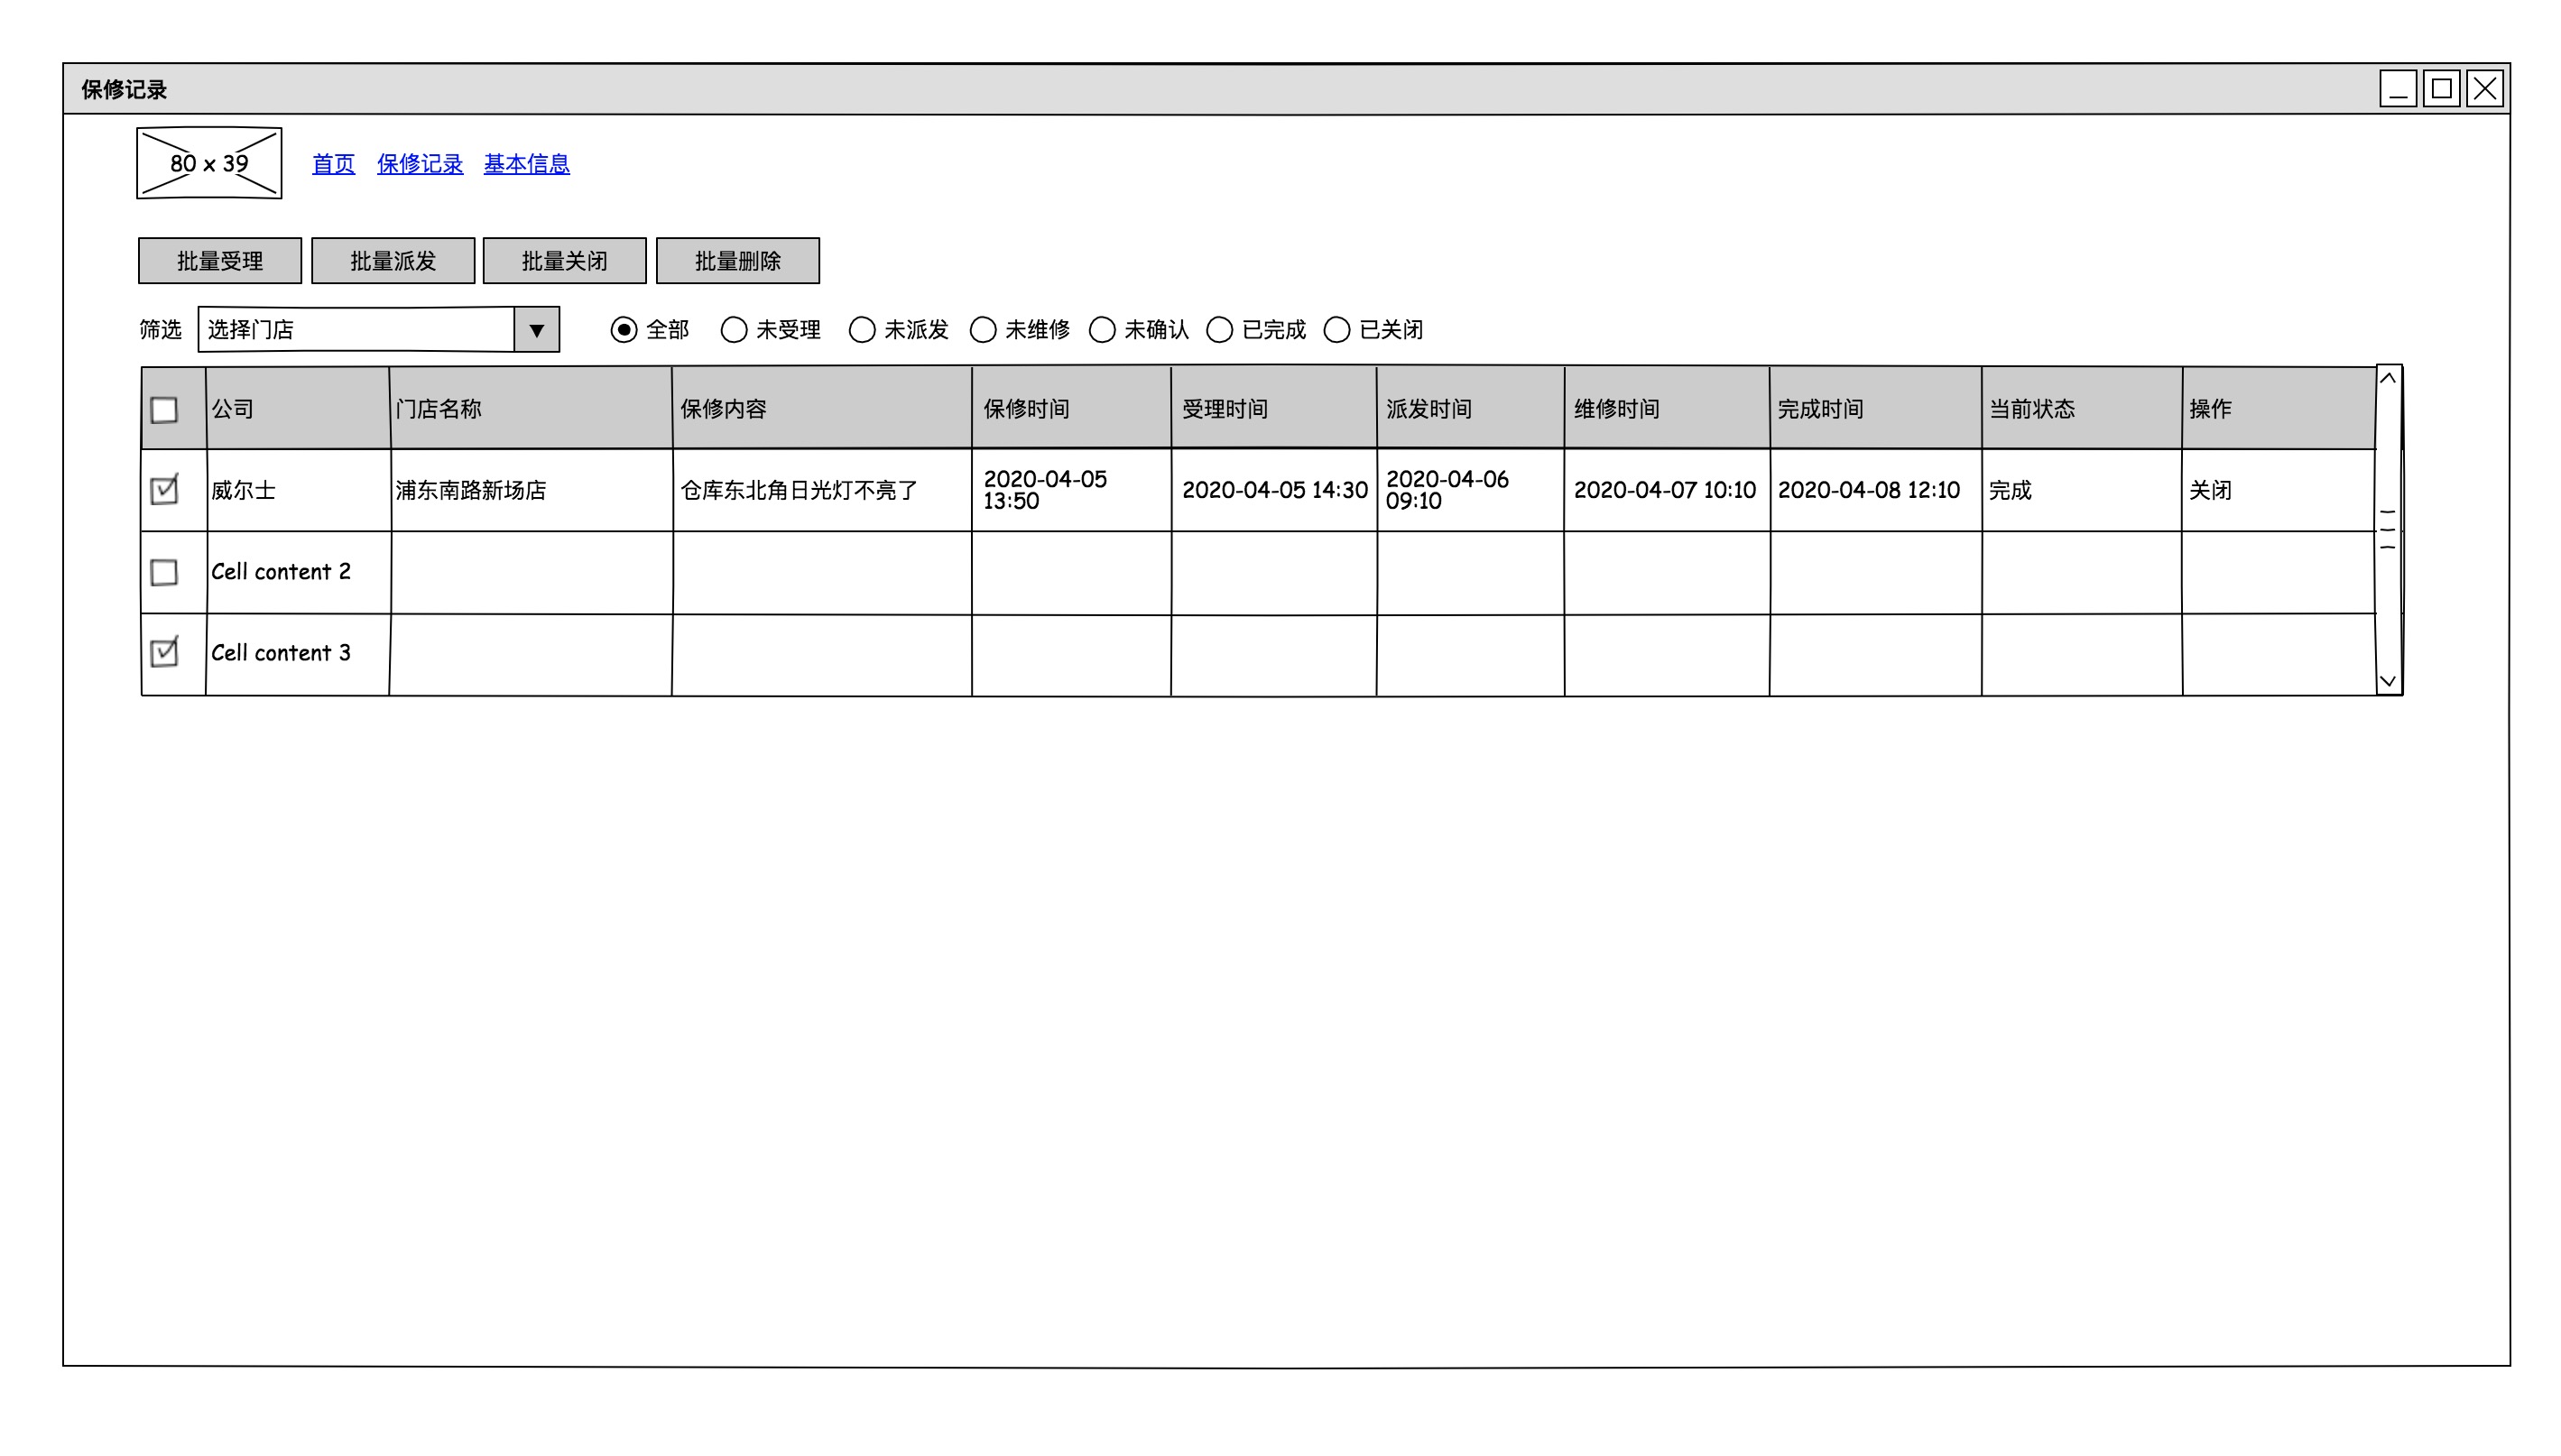 保修记录
80 x 39
首页 保修记录 基本信息
批量受理 批量派发 批量关闭 批量删除
筛选 选择门店 全部 未受理 未派发 未维修 未确认 已完成 已关闭
公司 门店名称 保修内容 保修时间 受理时间 派发时间 维修时间 完成时间 当前状态 操作
威尔士 浦东南路新场店 仓库东北角日光灯不亮了 2020-04-05 13:50 2020-04-05 14:30 2020-04-06 09:10 2020-04-07 10:10 2020-04-08 12:10 完成 关闭
Cell content 2
Cell content 3